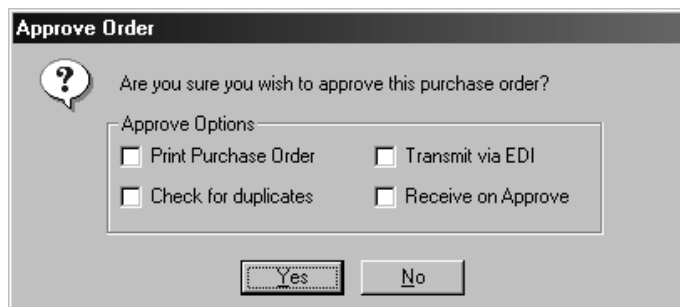 Approve Order
Are you sure you wish to approve this purchase order?
Approve Options
Print Purchase Order
Transmit via EDI
Check for duplicates
Receive on Approve
Yes
No